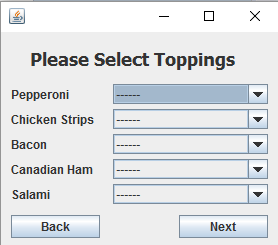 Please Select Toppings
Pepperoni ------
Chicken Strips ------
Bacon ------
Canadian Ham ------
Salami ------
Back Next